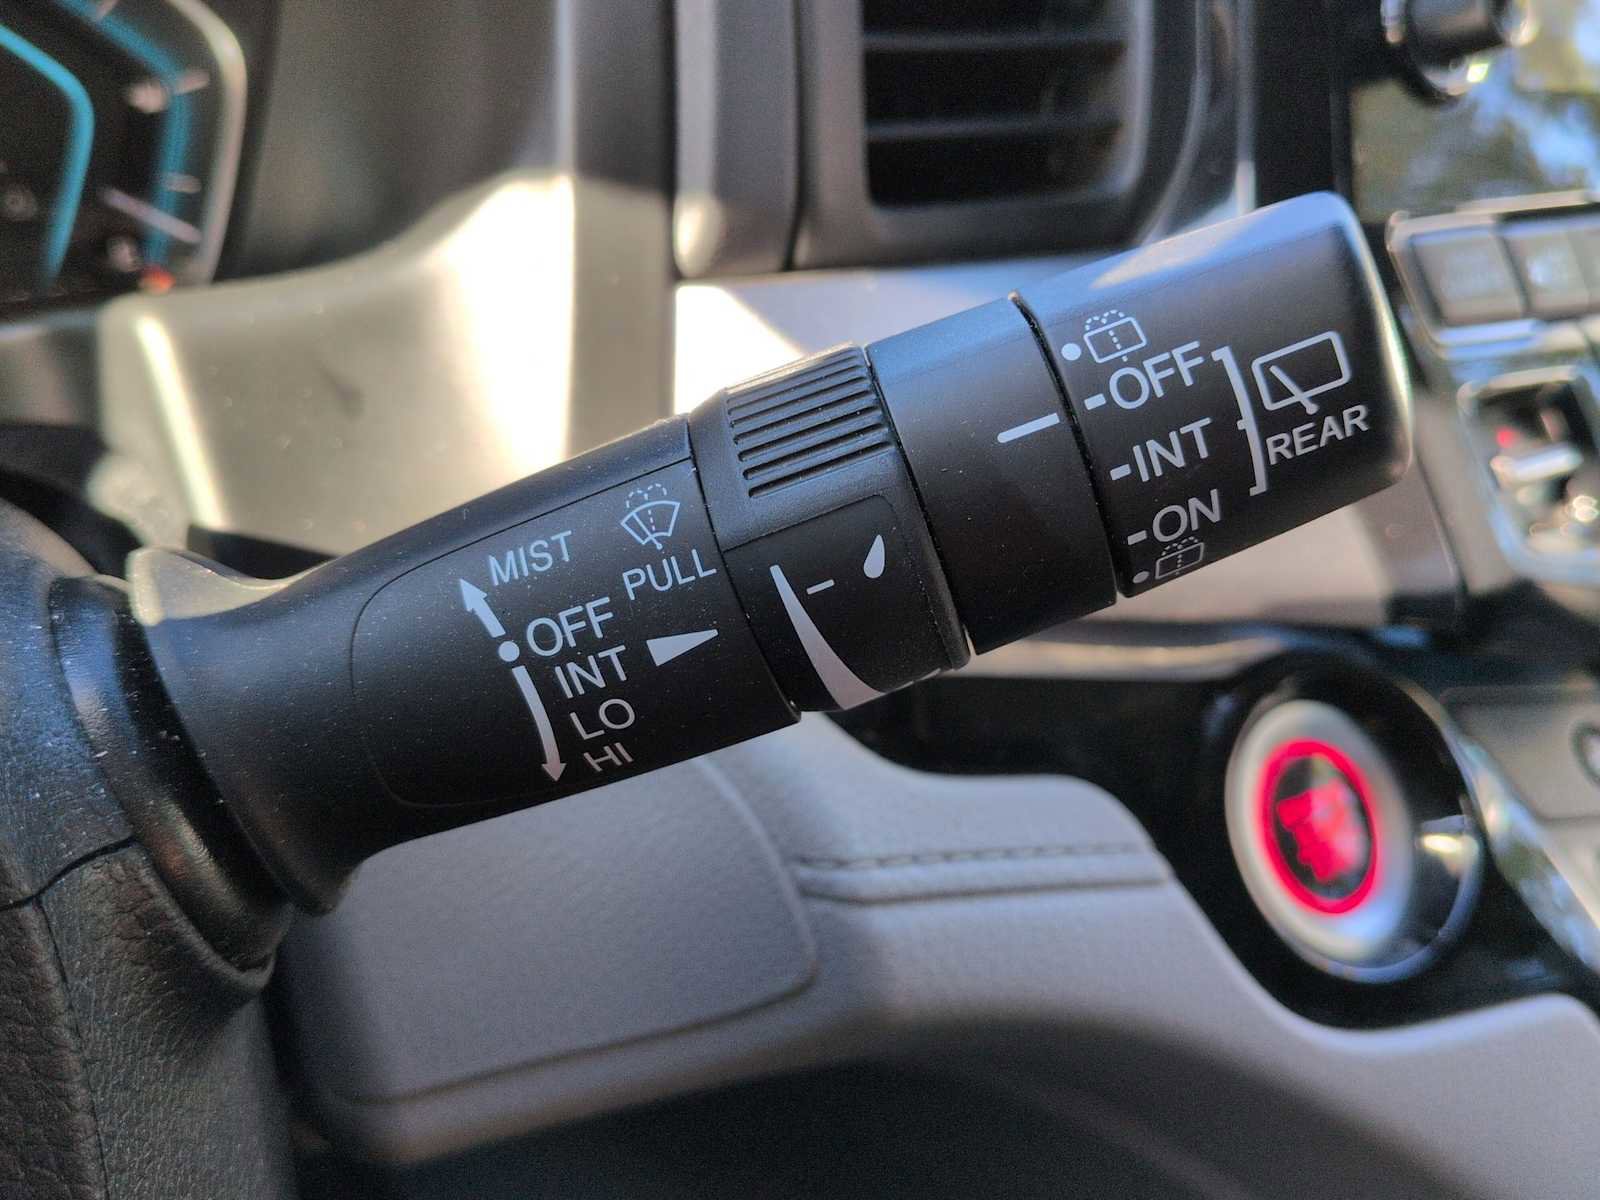 MIST
PULL
OFF
INT
LO
HI
-OFF
-INT
-ON
REAR